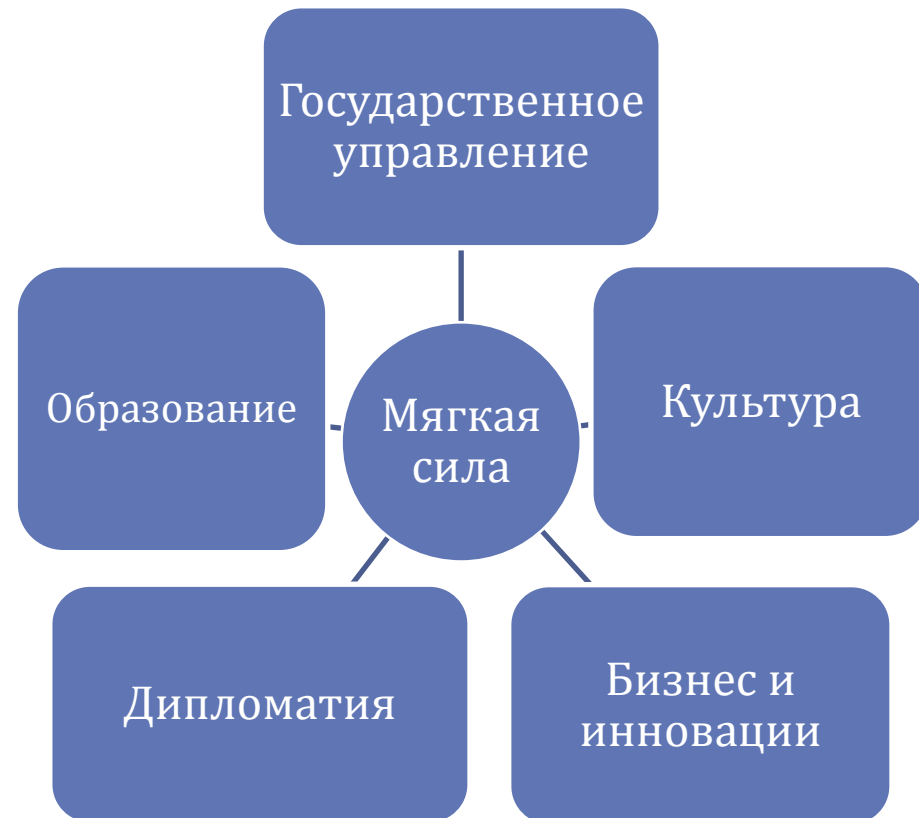 Государственное
управление
Образование
Мягкая
сила
Культура
Дипломатия
Бизнес и
инновации